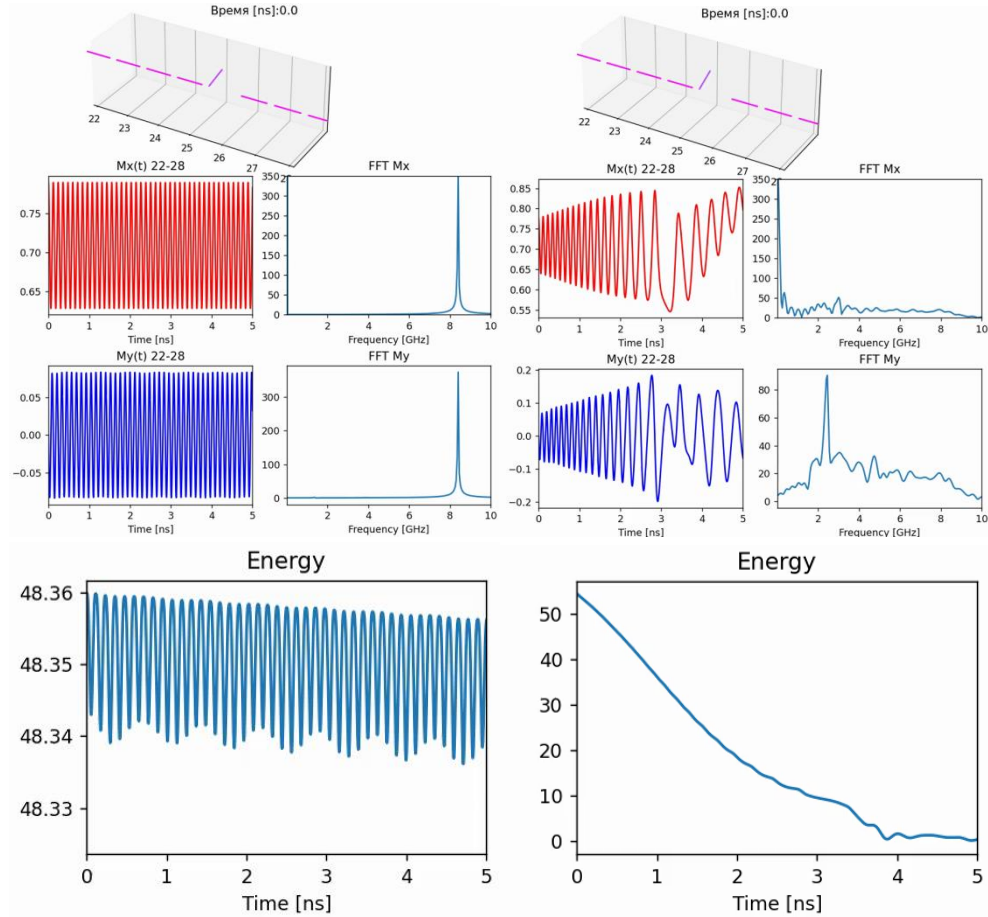 Время [ns]:0.0
22 23 24 25 26 27
Время [ns]:0.0
22 23 24 25 26 27
Mx(t) 22-28
0.75
0.70
0.65
0 1 2 3 4 5
Time [ns]
FFT Mx
350
300
250
200
150
100
50
0
2 4 6 8 10
Frequency [GHz]
Mx(t) 22-28
0.85
0.80
0.75
0.70
0.65
0.60
0.55
0 1 2 3 4 5
Time [ns]
FFT Mx
350
300
250
200
150
100
50
0
2 4 6 8 10
Frequency [GHz]
My(t) 22-28
0.05
0.00
−0.05
0 1 2 3 4 5
Time [ns]
FFT My
300
200
100
0
2 4 6 8 10
Frequency [GHz]
My(t) 22-28
0.2
0.1
0.0
−0.1
−0.2
0 1 2 3 4 5
Time [ns]
FFT My
80
60
40
20
0
2 4 6 8 10
Frequency [GHz]
Energy
48.36
48.35
48.34
48.33
0 1 2 3 4 5
Time [ns]
Energy
50
40
30
20
10
0
0 1 2 3 4 5
Time [ns]